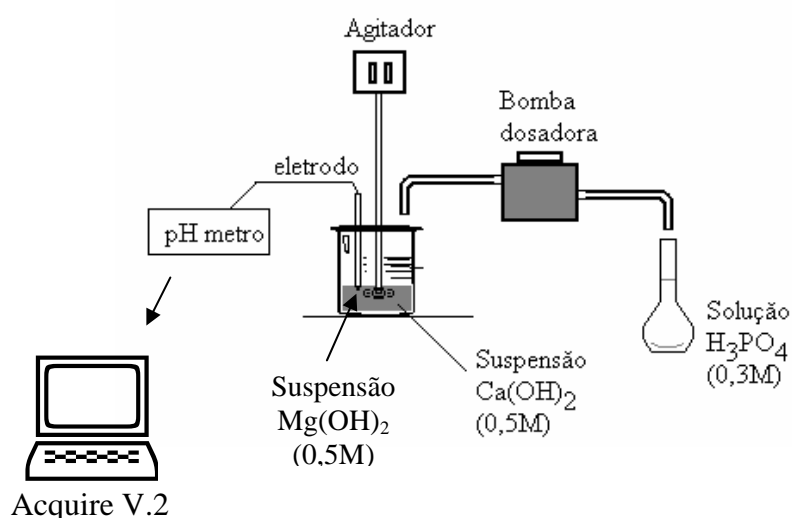 Agitador
Bomba
dosadora
eletrodo
pH metro
Solução
H₃PO₄
(0,3M)
Suspensão
Ca(OH)₂
(0,5M)
Suspensão
Mg(OH)₂
(0,5M)
Acquire V.2